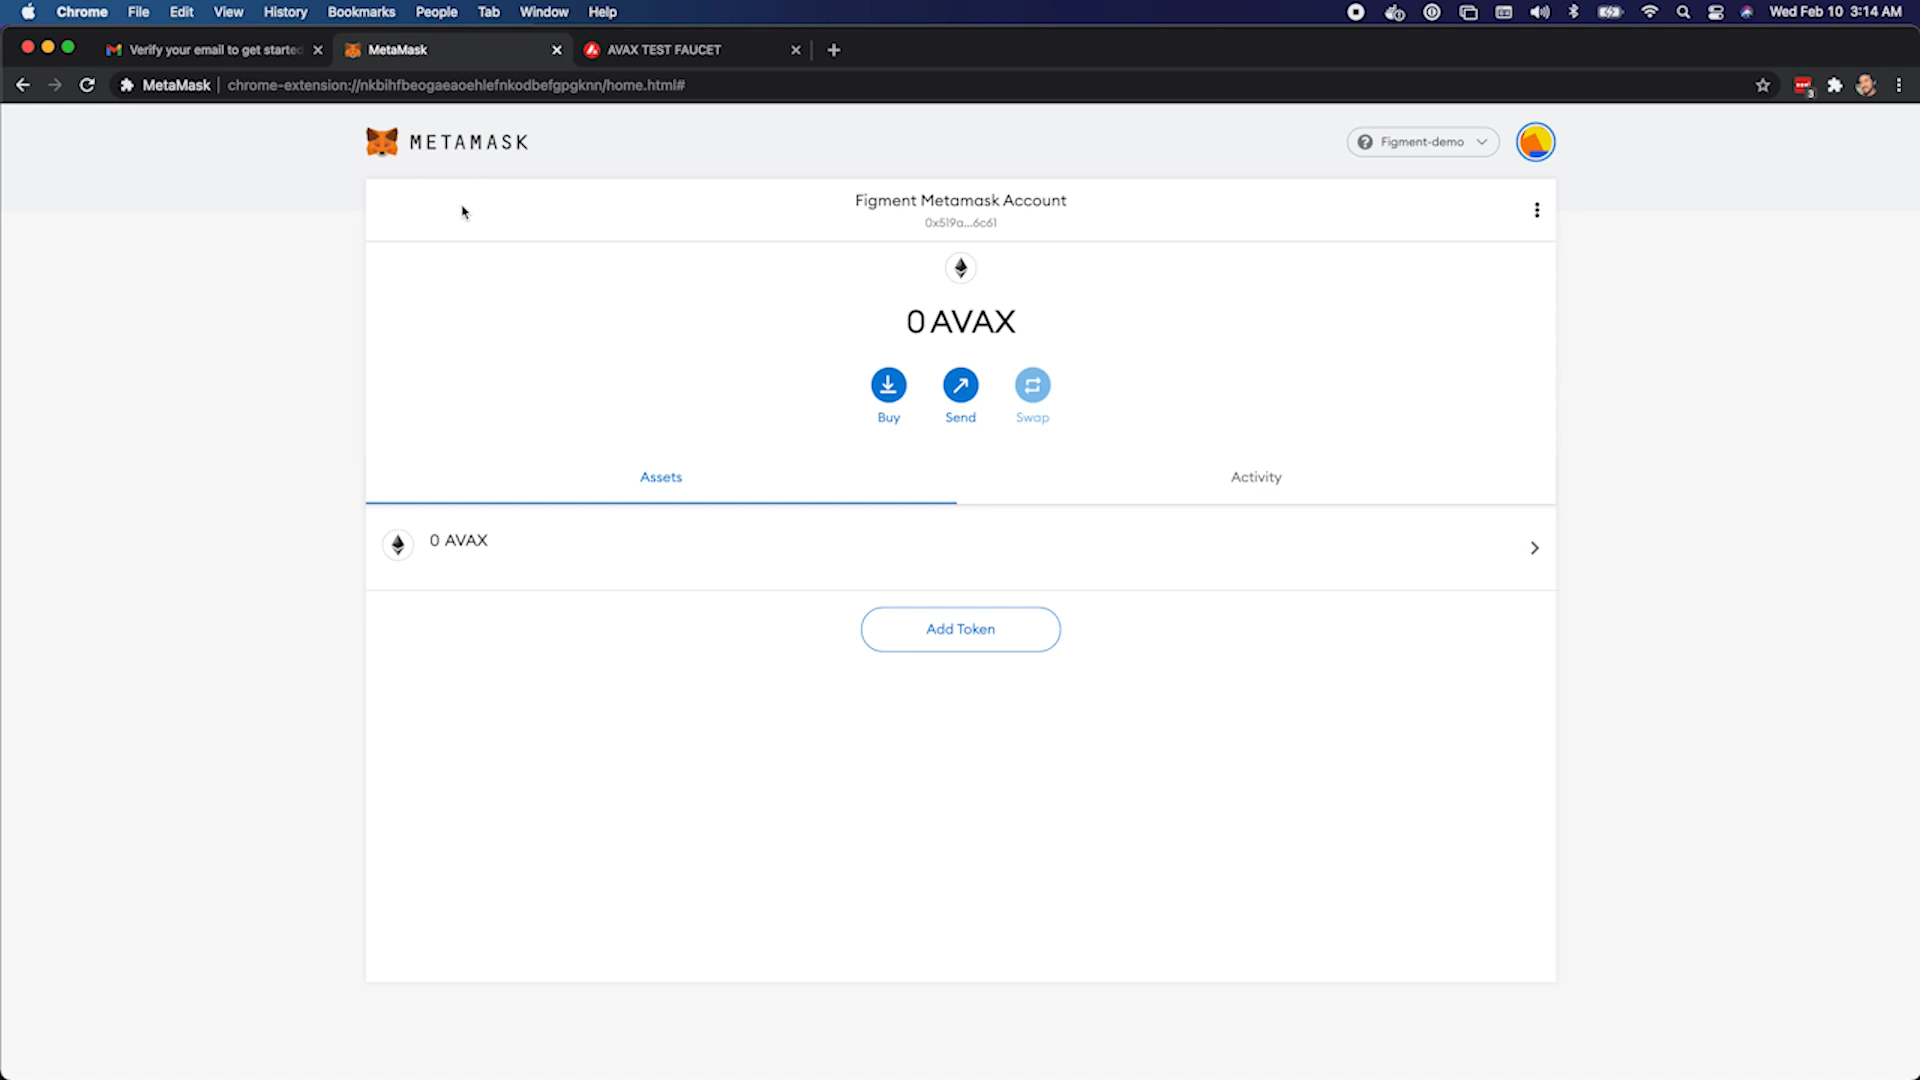 Chrome File Edit View History Bookmarks People Tab Window Help Wed Feb 10 3:14 AM
Verify your email to get started MetaMask AVAX TEST FAUCET
MetaMask chrome-extension://nkbihfbeogaeaoehlefnkodbefgpgknn/home.html# 3
METAMASK ? Figment-demo
Figment Metamask Account
0x519a...6c61
0 AVAX
Buy Send Swap
Assets Activity
0 AVAX
Add Token